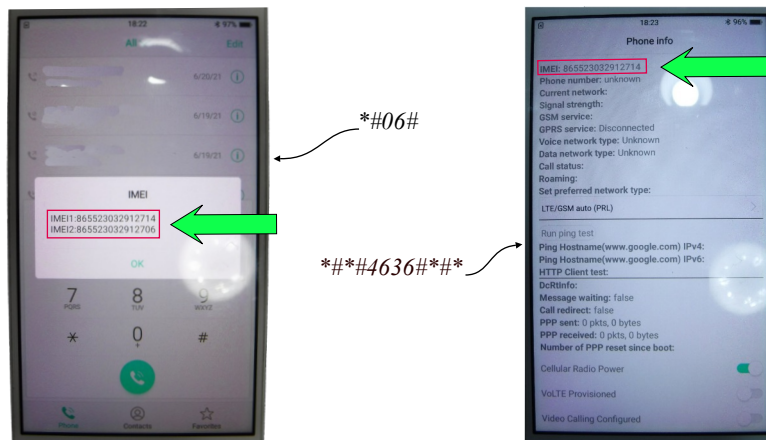 18:22
97%
All
Edit
6/20/21
6/19/21
6/19/21
IMEI
IMEI1:865523032912714
IMEI2:865523032912706
OK
7
PQRS
8
TUV
9
WXYZ
*
0
+
#
Phone
Contacts
Favorites
*#06#
*#*#4636#*#*
18:23
96%
Phone info
IMEI: 865523032912714
Phone number: unknown
Current network:
Signal strength:
GSM service:
GPRS service: Disconnected
Voice network type: Unknown
Data network type: Unknown
Call status:
Roaming:
Set preferred network type:
LTE/GSM auto (PRL)
Run ping test
Ping Hostname(www.google.com) IPv4:
Ping Hostname(www.google.com) IPv6:
HTTP Client test:
DcRtInfo:
Message waiting: false
Call redirect: false
PPP sent: 0 pkts, 0 bytes
PPP received: 0 pkts, 0 bytes
Number of PPP reset since boot:
Cellular Radio Power
VoLTE Provisioned
Video Calling Configured